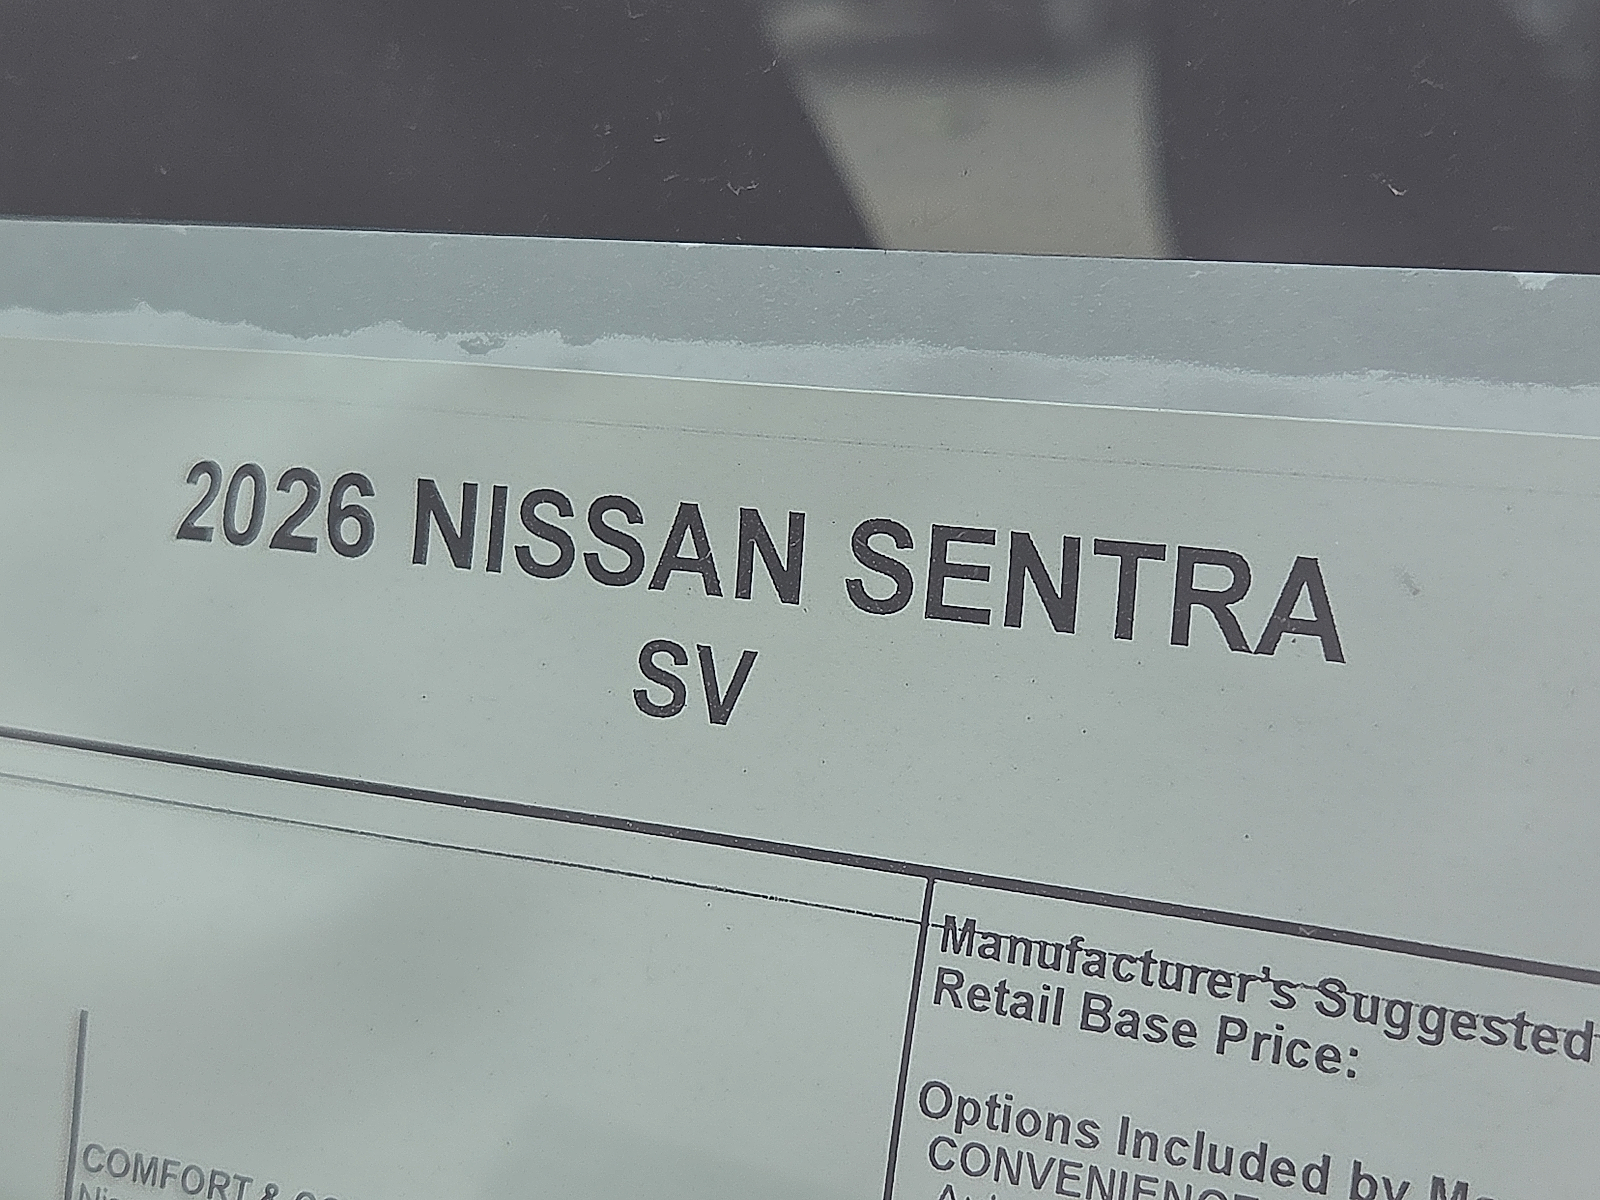 2026 NISSAN SENTRA
SV
Manufacturer's Suggested
Retail Base Price:
Options Included by
CONVENIENCE
COMFORT &